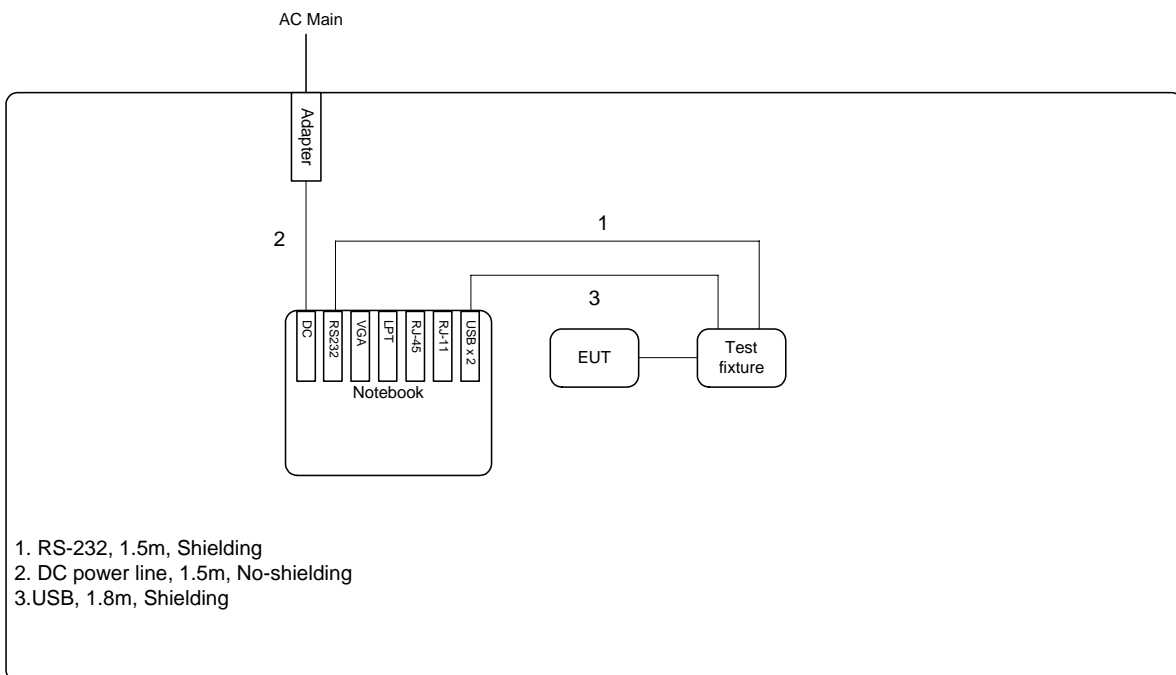 AC Main
Adapter
2
1
3
DC
RS232
VGA
LPT
RJ-45
RJ-11
USB x 2
Notebook
EUT
Test
fixture
1. RS-232, 1.5m, Shielding
2. DC power line, 1.5m, No-shielding
3.USB, 1.8m, Shielding